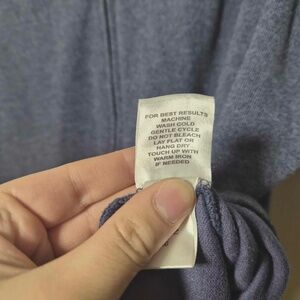 FOR BEST RESULTS
MACHINE
WASH COLD
GENTLE CYCLE
DO NOT BLEACH
LAY FLAT OR
HANG DRY
TOUCH UP WITH
WARM IRON
IF NEEDED